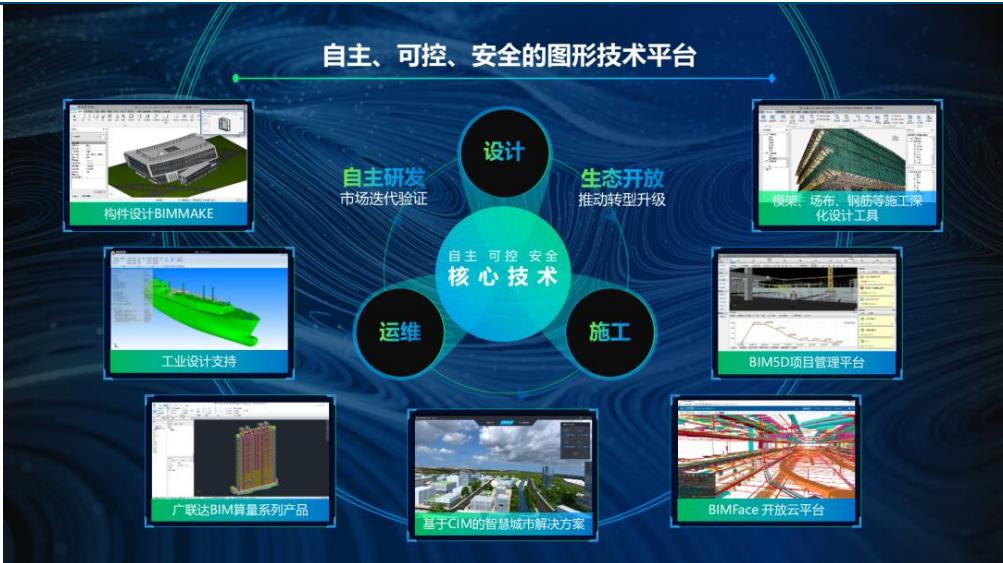 自主、可控、安全的图形技术平台
设计
自主研发
市场迭代验证
生态开放
推动转型升级
构件设计BIMMAKE
模架、场布、钢筋等施工深
化设计工具
自主 可控 安全
核心技术
运维
施工
工业设计支持
BIM5D项目管理平台
广联达BIM算量系列产品
基于CIM的智慧城市解决方案
BIMFace 开放云平台